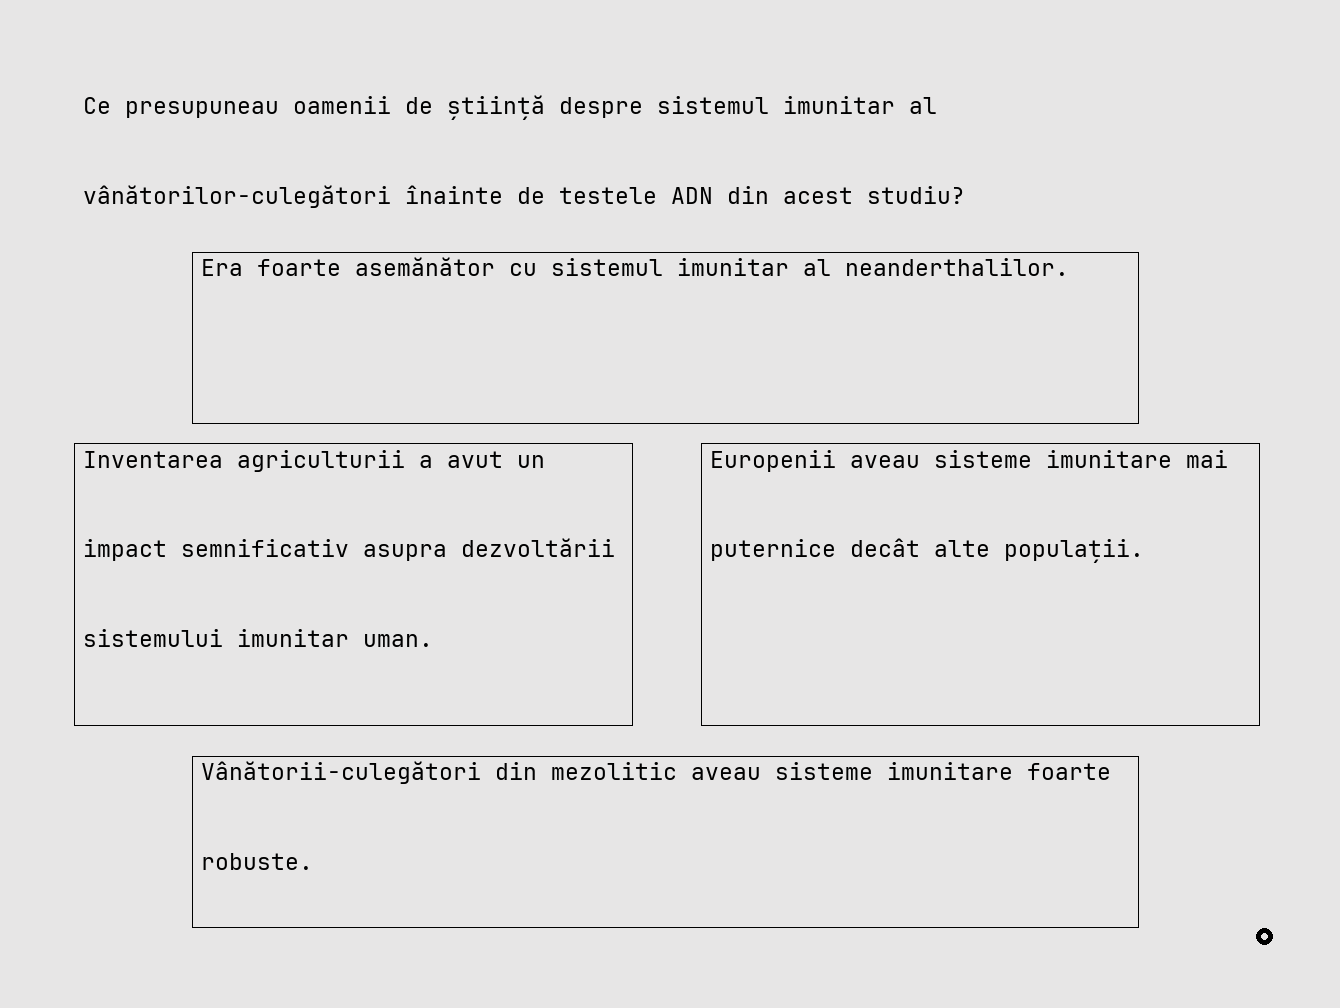 Ce presupuneau oamenii de știință despre sistemul imunitar al
vânătorilor-culegători înainte de testele ADN din acest studiu?
Era foarte asemănător cu sistemul imunitar al neanderthalilor.
Inventarea agriculturii a avut un
impact semnificativ asupra dezvoltării
sistemului imunitar uman.
Europenii aveau sisteme imunitare mai
puternice decât alte populații.
Vânătorii-culegători din mezolitic aveau sisteme imunitare foarte
robuste.